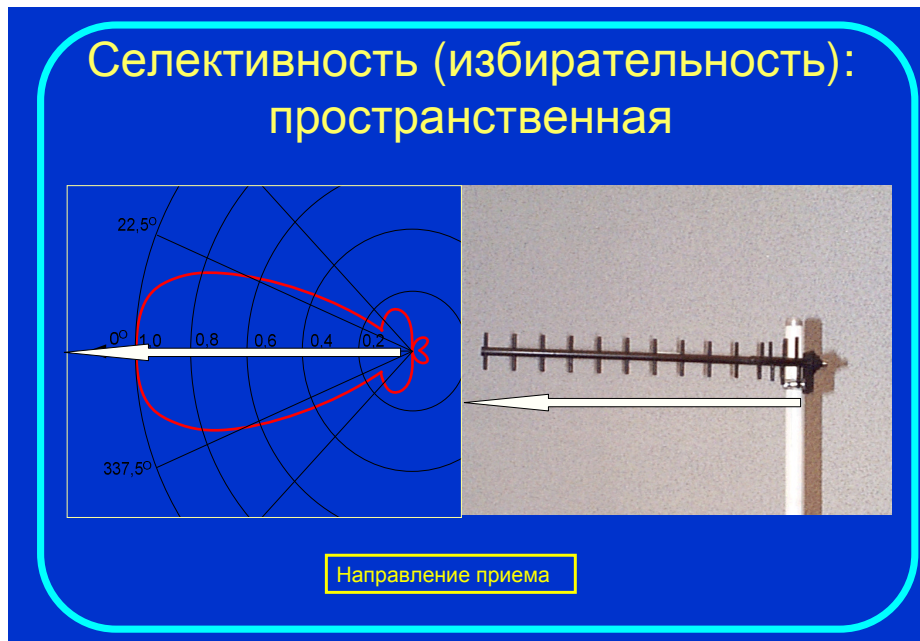 Селективность (избирательность):
пространственная
22,5О
0О 1,0 0,8 0,6 0,4 0,2
337,5О
Направление приема